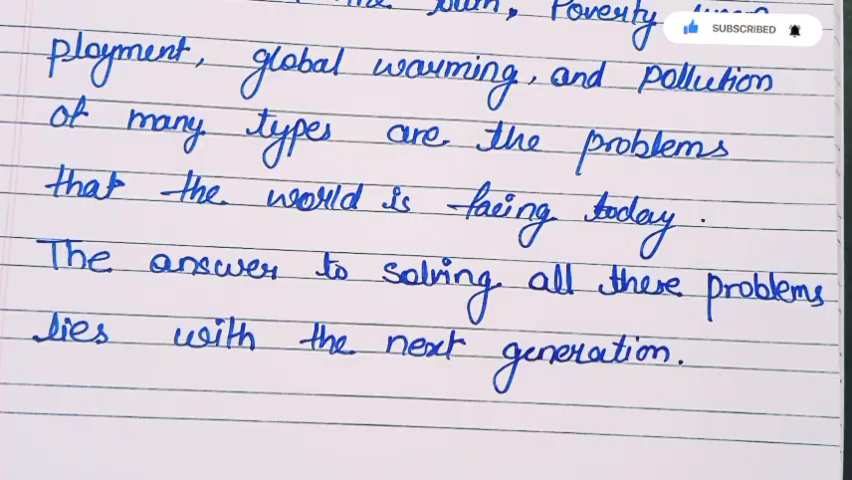 Poverty
SUBSCRIBED
ployment, global warming, and pollution
of many types are the problems
that the world is facing today.
The answer to solving all these problems
lies with the next generation.